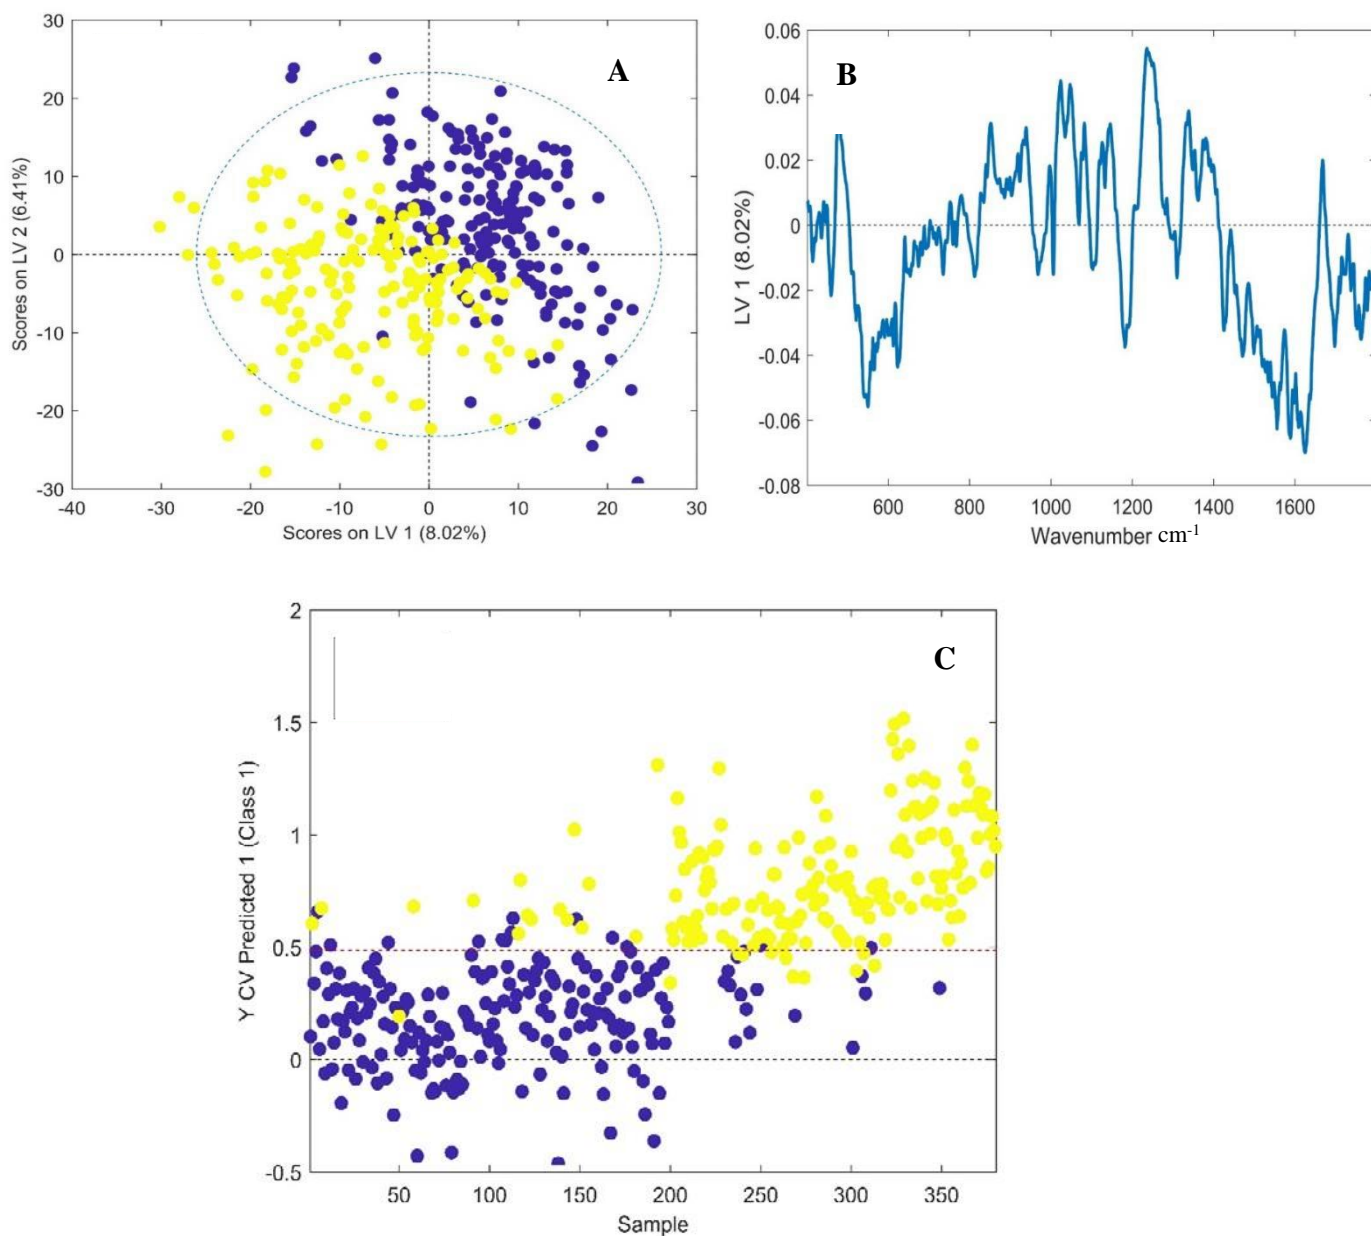 A
30
20
10
0
-10
-20
-30
Scores on LV 2 (6.41%)
-40 -30 -20 -10 0 10 20 30
Scores on LV 1 (8.02%)
B
0.06
0.04
0.02
0
-0.02
-0.04
-0.06
-0.08
LV 1 (8.02%)
600 800 1000 1200 1400 1600
Wavenumber cm-1
C
2
1.5
1
0.5
0
-0.5
Y CV Predicted 1 (Class 1)
50 100 150 200 250 300 350
Sample